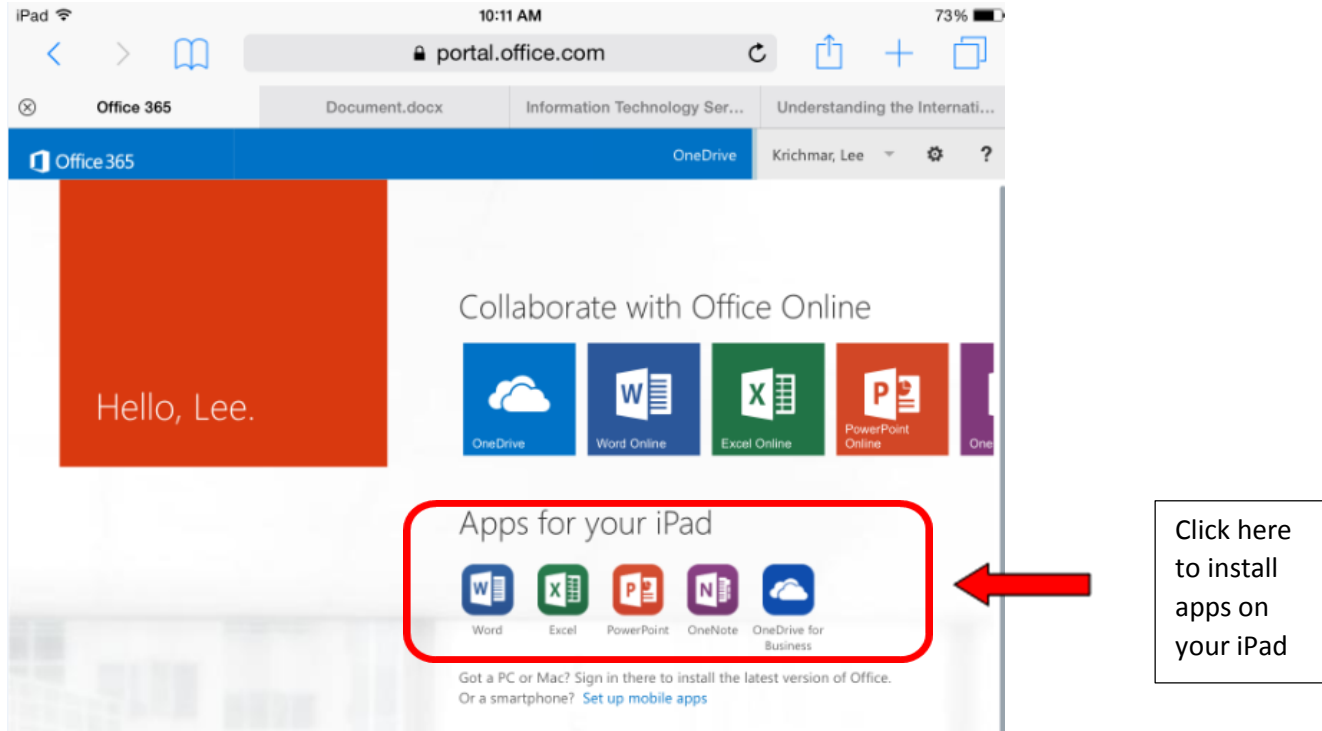 iPad 10:11 AM 73%
portal.office.com
Office 365 Document.docx Information Technology Ser... Understanding the Internati...
Office 365 OneDrive Krichmar, Lee ?
Collaborate with Office Online
Hello, Lee.
W X P
PowerPoint
OneDrive Word Online Excel Online Online One
Apps for your iPad
W X P N
Word Excel PowerPoint OneNote OneDrive for
Business
Got a PC or Mac? Sign in there to install the latest version of Office.
Or a smartphone? Set up mobile apps
Click here
to install
apps on
your iPad